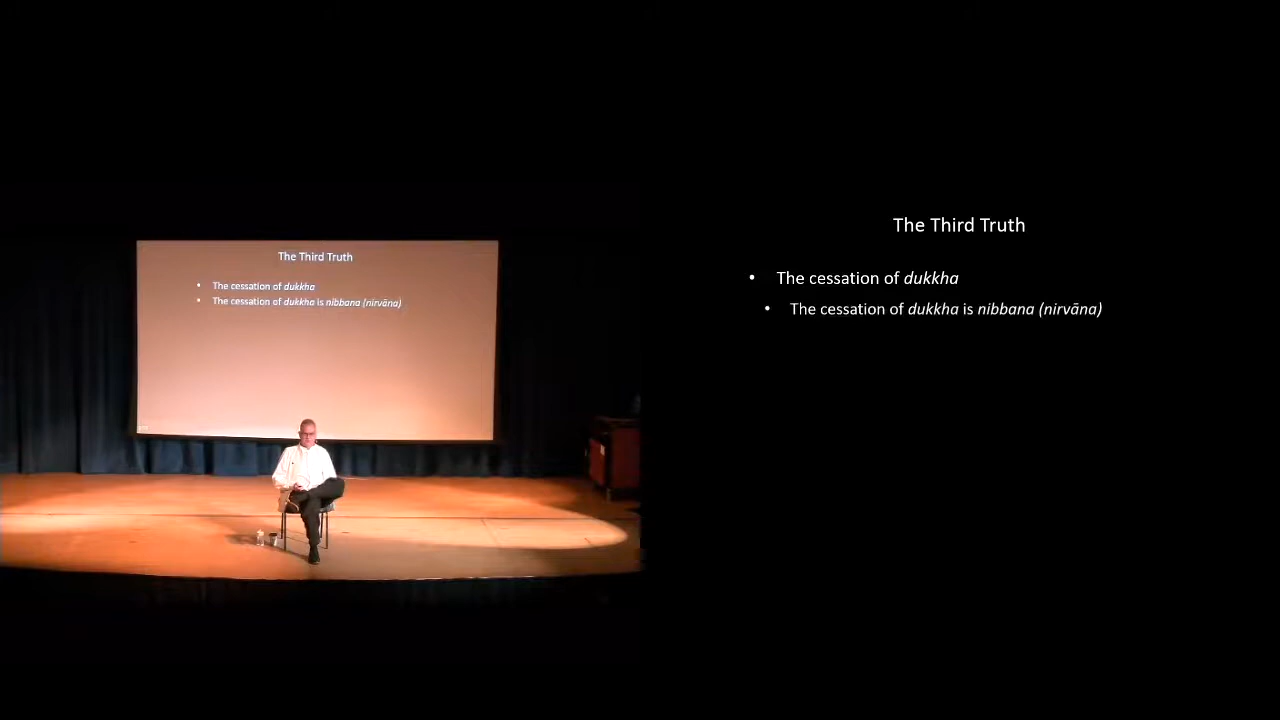 The Third Truth
• The cessation of dukkha
• The cessation of dukkha is nibbana (nirvāna)
The Third Truth
• The cessation of dukkha
• The cessation of dukkha is nibbana (nirvāna)